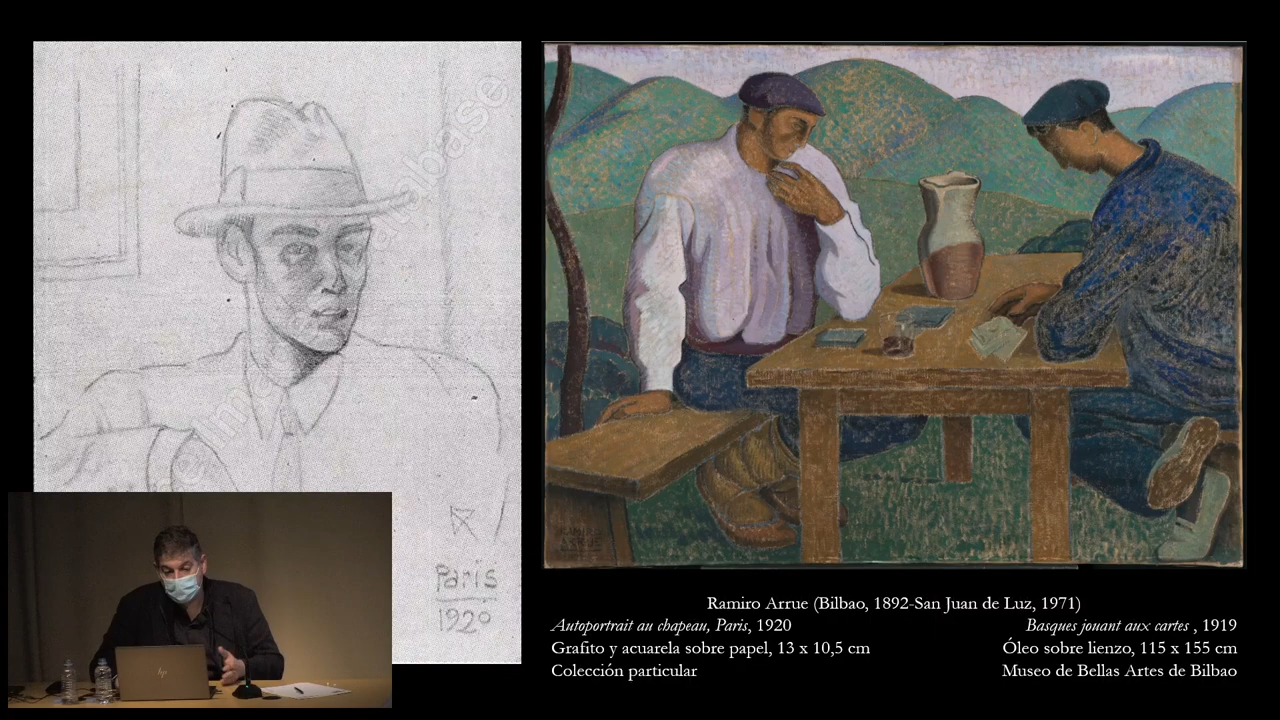 Paris
1920
Ramiro Arrue (Bilbao, 1892-San Juan de Luz, 1971)
Autoportrait au chapeau, Paris, 1920
Grafito y acuarela sobre papel, 13 x 10,5 cm
Colección particular
Basques jouant aux cartes , 1919
Óleo sobre lienzo, 115 x 155 cm
Museo de Bellas Artes de Bilbao
hp